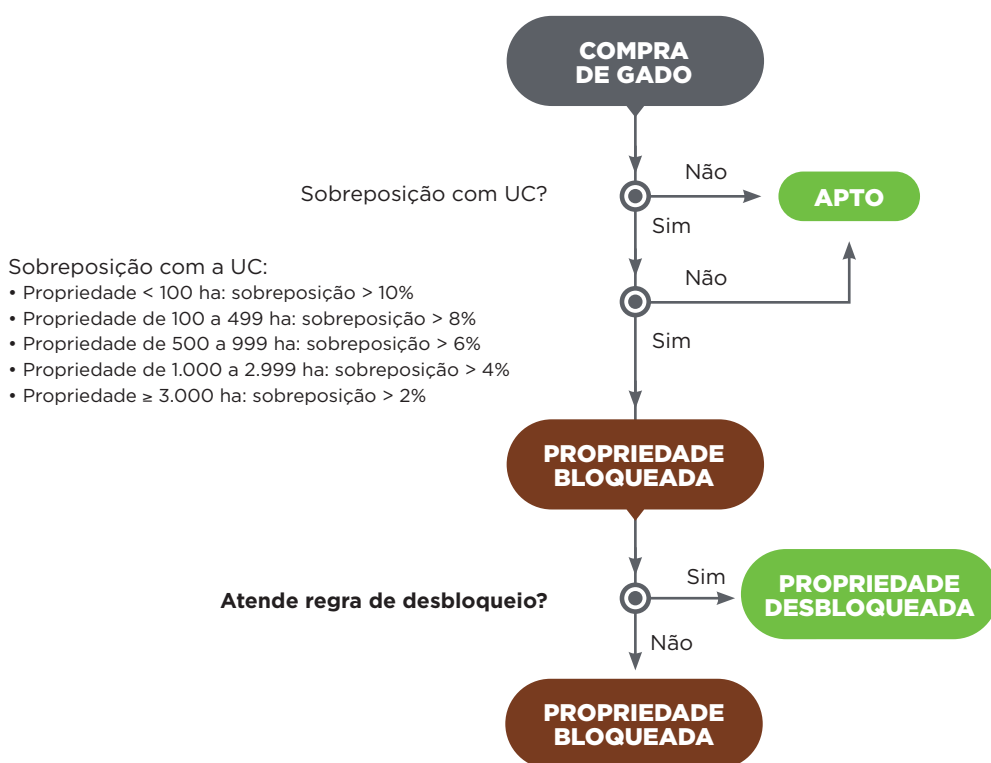 COMPRA
DE GADO
Sobreposição com UC?
Não
APTO
Sim
Sobreposição com a UC:
• Propriedade < 100 ha: sobreposição > 10%
• Propriedade de 100 a 499 ha: sobreposição > 8%
• Propriedade de 500 a 999 ha: sobreposição > 6%
• Propriedade de 1.000 a 2.999 ha: sobreposição > 4%
• Propriedade ≥ 3.000 ha: sobreposição > 2%
Não
Sim
PROPRIEDADE
BLOQUEADA
Atende regra de desbloqueio?
Sim
PROPRIEDADE
DESBLOQUEADA
Não
PROPRIEDADE
BLOQUEADA